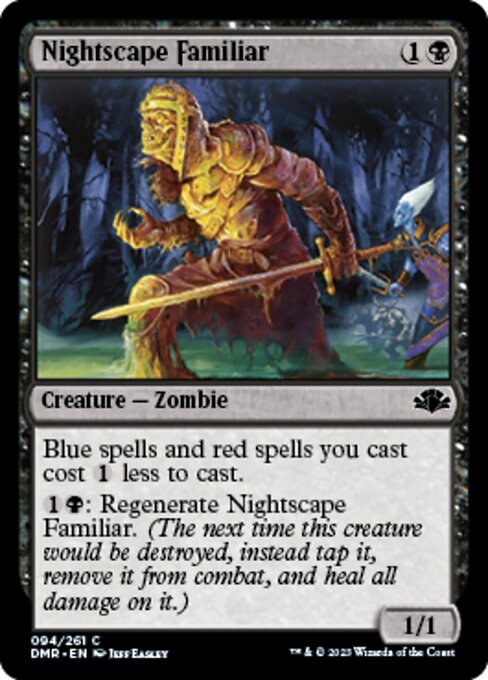 Nightscape Familiar 1
Creature — Zombie
Blue spells and red spells you cast
cost 1 less to cast.
1: Regenerate Nightscape
Familiar. (The next time this creature
would be destroyed, instead tap it,
remove it from combat, and heal all
damage on it.)
1/1
094/261 C
DMR • EN Jeff Easley ™ & © 2023 Wizards of the Coast